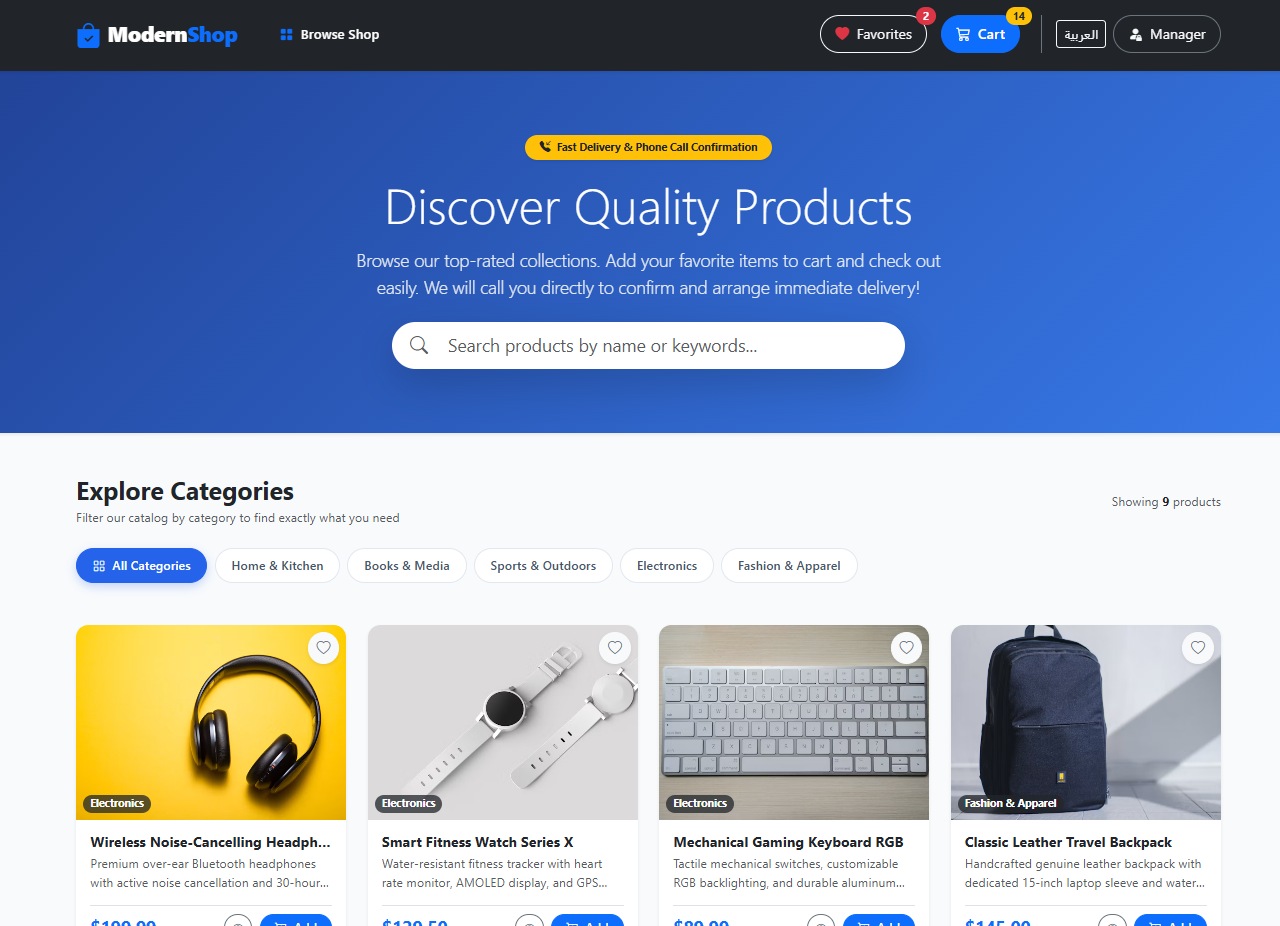 ModernShop
Browse Shop
Favorites
2
Cart
14
العربية
Manager
Fast Delivery & Phone Call Confirmation
Discover Quality Products
Browse our top-rated collections. Add your favorite items to cart and check out
easily. We will call you directly to confirm and arrange immediate delivery!
Search products by name or keywords...
Explore Categories
Filter our catalog by category to find exactly what you need
Showing 9 products
All Categories
Home & Kitchen
Books & Media
Sports & Outdoors
Electronics
Fashion & Apparel
Electronics
Electronics
Electronics
Fashion & Apparel
Wireless Noise-Cancelling Headph...
Premium over-ear Bluetooth headphones
with active noise cancellation and 30-hour...
Smart Fitness Watch Series X
Water-resistant fitness tracker with heart
rate monitor, AMOLED display, and GPS...
Mechanical Gaming Keyboard RGB
Tactile mechanical switches, customizable
RGB backlighting, and durable aluminum...
Classic Leather Travel Backpack
Handcrafted genuine leather backpack with
dedicated 15-inch laptop sleeve and water...